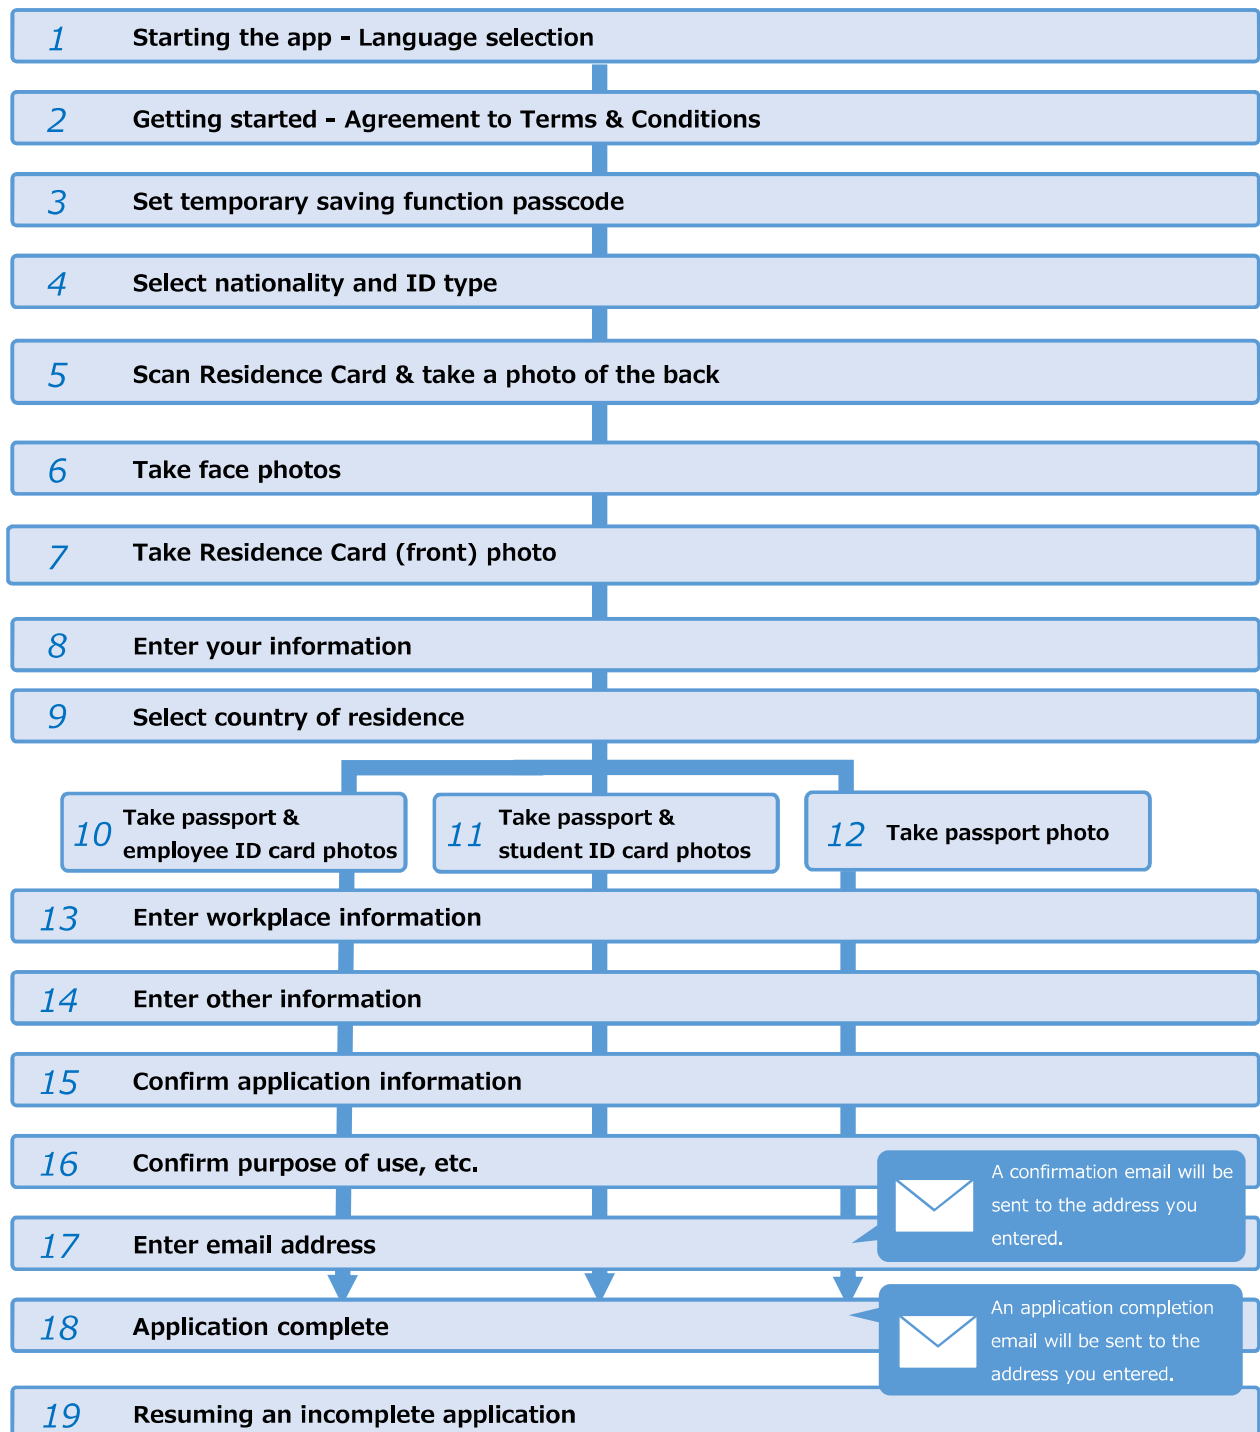 1 Starting the app - Language selection
2 Getting started - Agreement to Terms & Conditions
3 Set temporary saving function passcode
4 Select nationality and ID type
5 Scan Residence Card & take a photo of the back
6 Take face photos
7 Take Residence Card (front) photo
8 Enter your information
9 Select country of residence
10 Take passport &
employee ID card photos
11 Take passport &
student ID card photos
12 Take passport photo
13 Enter workplace information
14 Enter other information
15 Confirm application information
16 Confirm purpose of use, etc.
A confirmation email will be
sent to the address you
entered.
17 Enter email address
18 Application complete
An application completion
email will be sent to the
address you entered.
19 Resuming an incomplete application